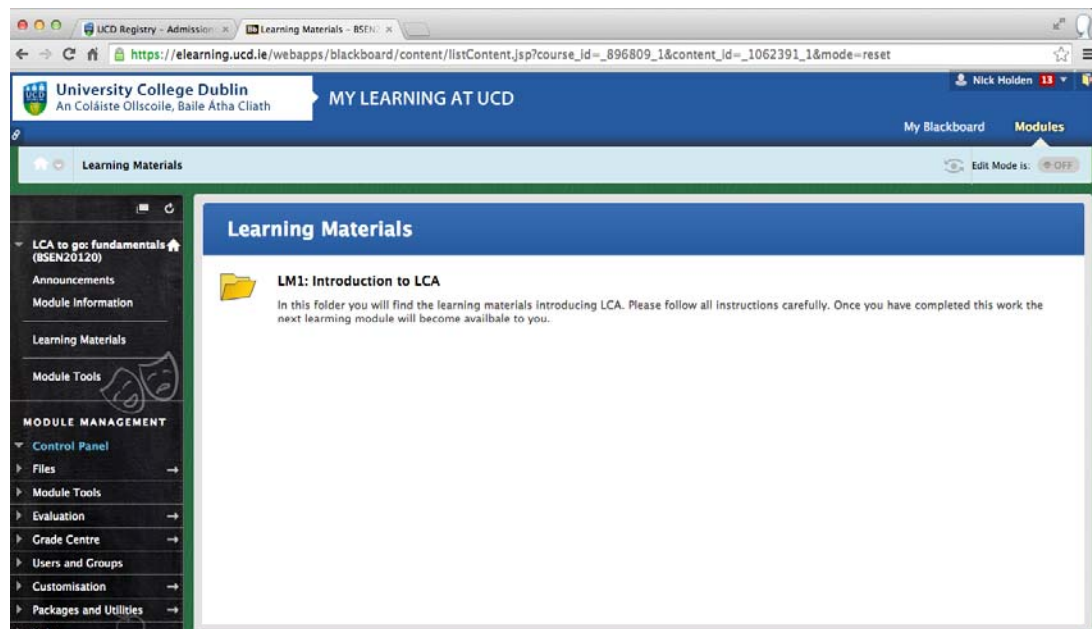 UCD Registry - Admission
Learning Materials - BSEN2
https://elearning.ucd.ie/webapps/blackboard/content/listContent.jsp?course_id=_896809_1&content_id=_1062391_1&mode=reset
University College Dublin
An Coláiste Ollscoile, Baile Átha Cliath
MY LEARNING AT UCD
Nick Holden 13
My Blackboard Modules
Learning Materials
Edit Mode is: OFF
LCA to go: fundamentals
(BSEN20120)
Announcements
Module Information
Learning Materials
Module Tools
MODULE MANAGEMENT
Control Panel
Files
Module Tools
Evaluation
Grade Centre
Users and Groups
Customisation
Packages and Utilities
Learning Materials
LM1: Introduction to LCA
In this folder you will find the learning materials introducing LCA. Please follow all instructions carefully. Once you have completed this work the
next learning module will become availbale to you.